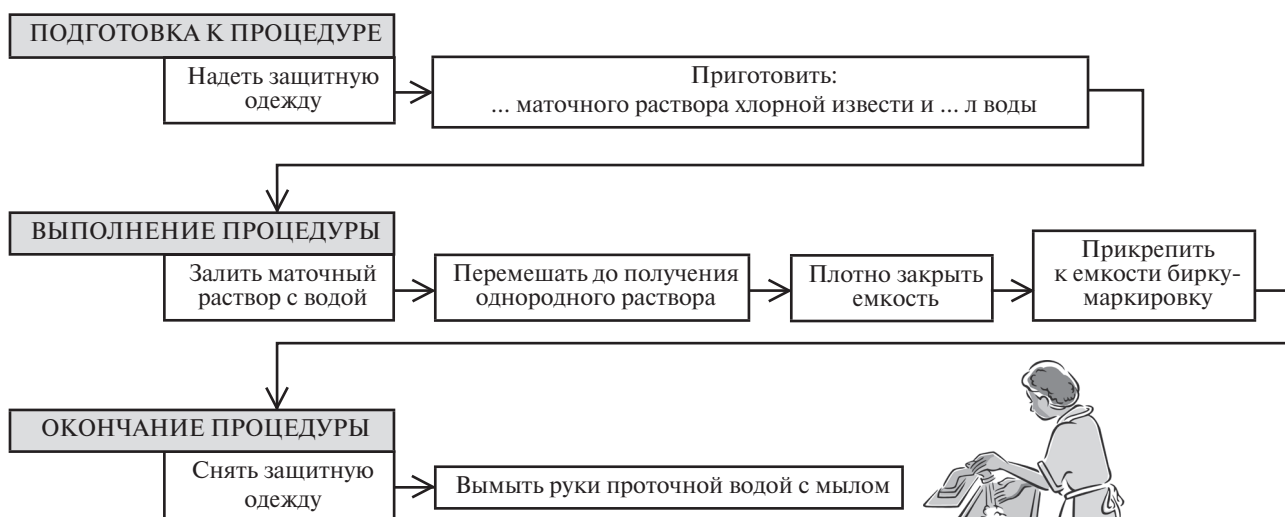 ПОДГОТОВКА К ПРОЦЕДУРЕ
Надеть защитную
одежду
Приготовить:
... маточного раствора хлорной извести и ... л воды
ВЫПОЛНЕНИЕ ПРОЦЕДУРЫ
Залить маточный
раствор с водой
Перемешать до получения
однородного раствора
Плотно закрыть
емкость
Прикрепить
к емкости бирку-
маркировку
ОКОНЧАНИЕ ПРОЦЕДУРЫ
Снять защитную
одежду
Вымыть руки проточной водой с мылом